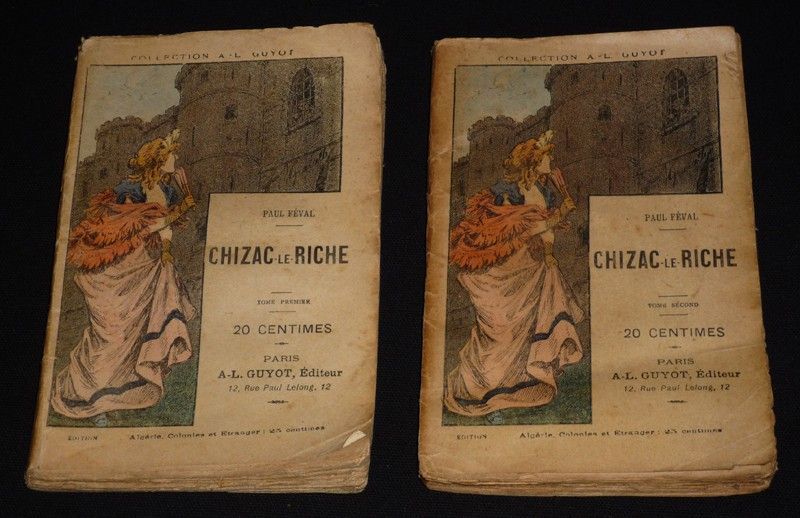 COLLECTION A.-L. GUYOT
PAUL FÉVAL
CHIZAC-LE-RICHE
TOME PREMIER
20 CENTIMES
PARIS
A.-L. GUYOT, Éditeur
12, Rue Paul Lelong, 12
ÉDITION Algérie, Colonies et Etranger : 25 centimes
COLLECTION A.-L. GUYOT
PAUL FÉVAL
CHIZAC-LE-RICHE
TOME SECOND
20 CENTIMES
PARIS
A.-L. GUYOT, Éditeur
12, Rue Paul Lelong, 12
ÉDITION Algérie, Colonies et Etranger : 25 centimes